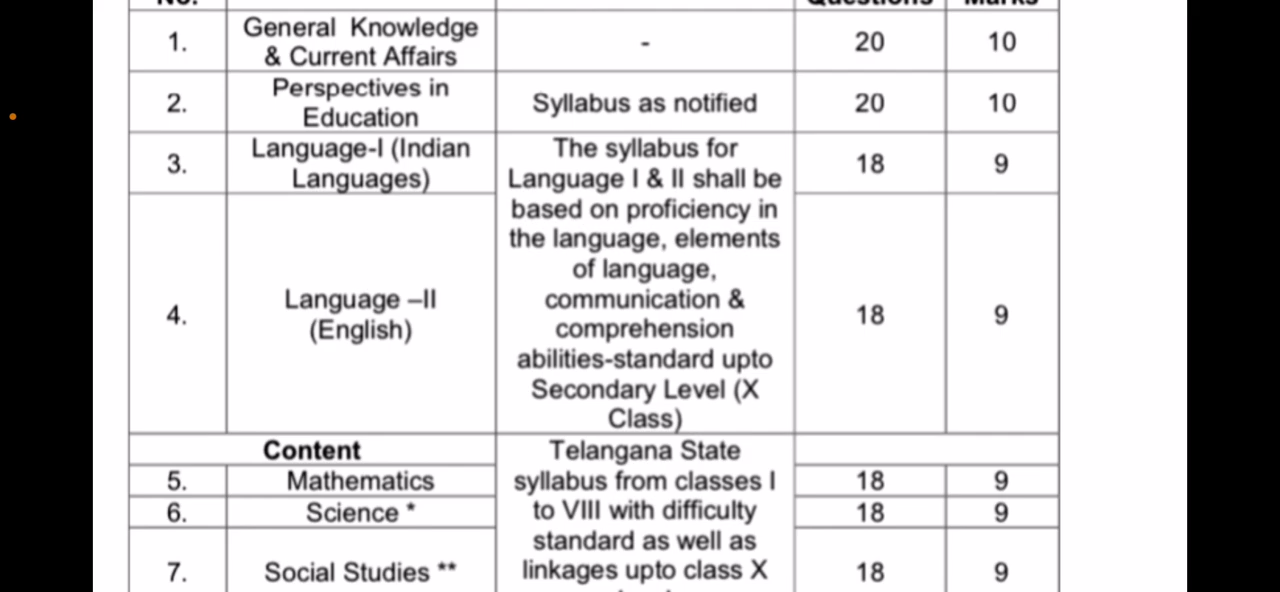 No. Questions Marks
1. General Knowledge & Current Affairs - 20 10
2. Perspectives in Education Syllabus as notified 20 10
3. Language-I (Indian Languages) 18 9
The syllabus for
Language I & II shall be
based on proficiency in
the language, elements
of language,
communication &
comprehension
abilities-standard upto
Secondary Level (X
Class)
4. Language –II (English) 18 9
Content
5. Mathematics 18 9
6. Science * 18 9
7. Social Studies ** 18 9
Telangana State
syllabus from classes I
to VIII with difficulty
standard as well as
linkages upto class X